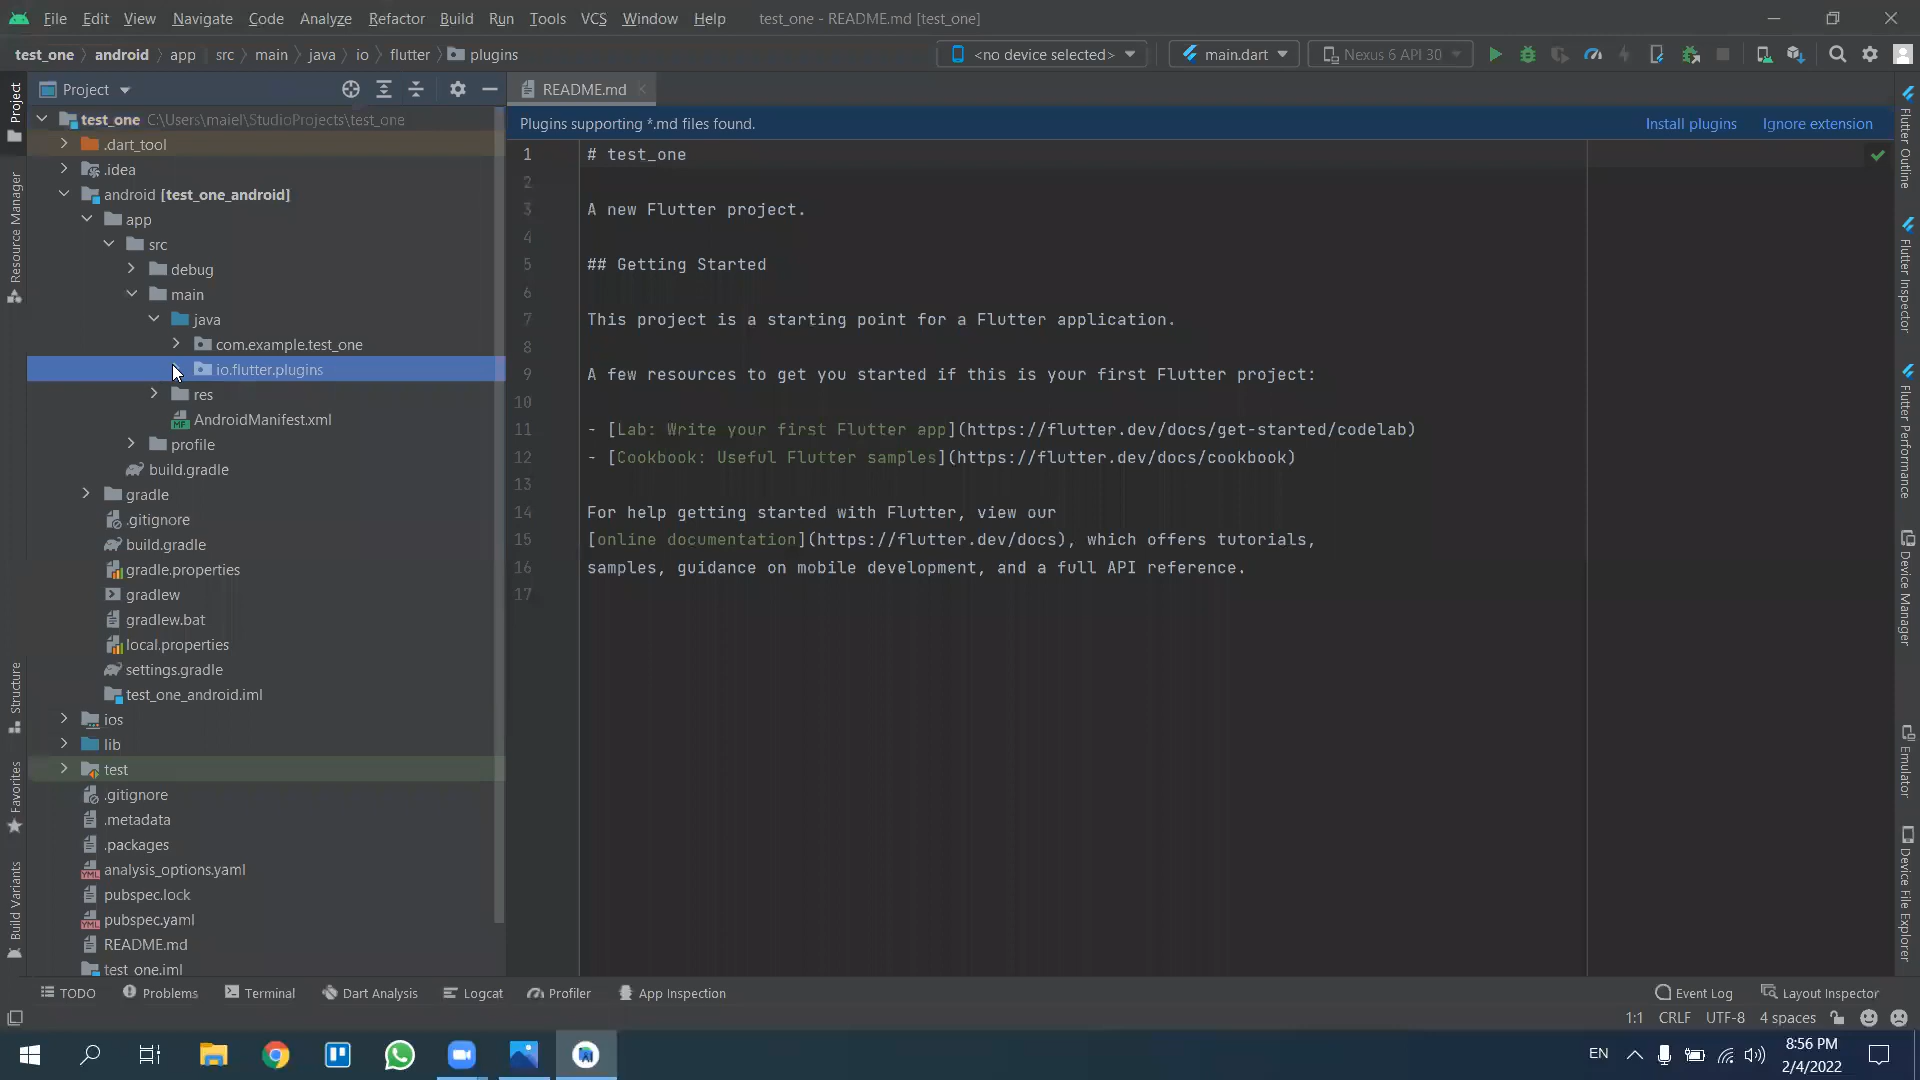 File Edit View Navigate Code Analyze Refactor Build Run Tools VCS Window Help test_one - README.md [test_one]
test_one android app src main java io flutter plugins <no device selected> main.dart Nexus 6 API 30
Project README.md
Plugins supporting *.md files found. Install plugins Ignore extension
test_one C:\Users\maiel\StudioProjects\test_one
.dart_tool
.idea
android [test_one_android]
app
src
debug
main
java
com.example.test_one
io.flutter.plugins
res
AndroidManifest.xml
profile
build.gradle
gradle
.gitignore
build.gradle
gradle.properties
gradlew
gradlew.bat
local.properties
settings.gradle
test_one_android.iml
ios
lib
test
.gitignore
.metadata
.packages
analysis_options.yaml
pubspec.lock
pubspec.yaml
README.md
test_one.iml
1 # test_one
2
3 A new Flutter project.
4
5 ## Getting Started
6
7 This project is a starting point for a Flutter application.
8
9 A few resources to get you started if this is your first Flutter project:
10
11 - [Lab: Write your first Flutter app](https://flutter.dev/docs/get-started/codelab)
12 - [Cookbook: Useful Flutter samples](https://flutter.dev/docs/cookbook)
13
14 For help getting started with Flutter, view our
15 [online documentation](https://flutter.dev/docs), which offers tutorials,
16 samples, guidance on mobile development, and a full API reference.
17
Project
Resource Manager
Structure
Favorites
Build Variants
Flutter Outline
Flutter Inspector
Flutter Performance
Device Manager
Emulator
Device File Explorer
TODO Problems Terminal Dart Analysis Logcat Profiler App Inspection Event Log Layout Inspector
1:1 CRLF UTF-8 4 spaces
EN 8:56 PM
2/4/2022